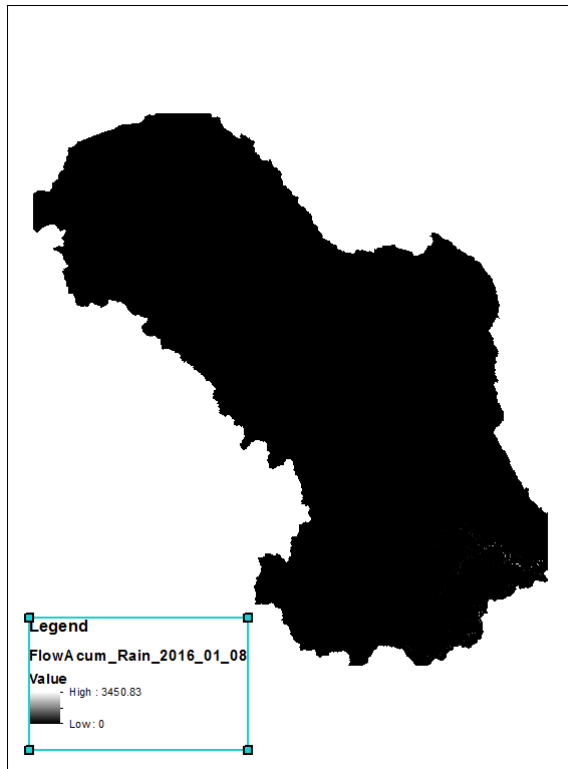 Legend
FlowAcum_Rain_2016_01_08
Value
High : 3450.83
Low : 0